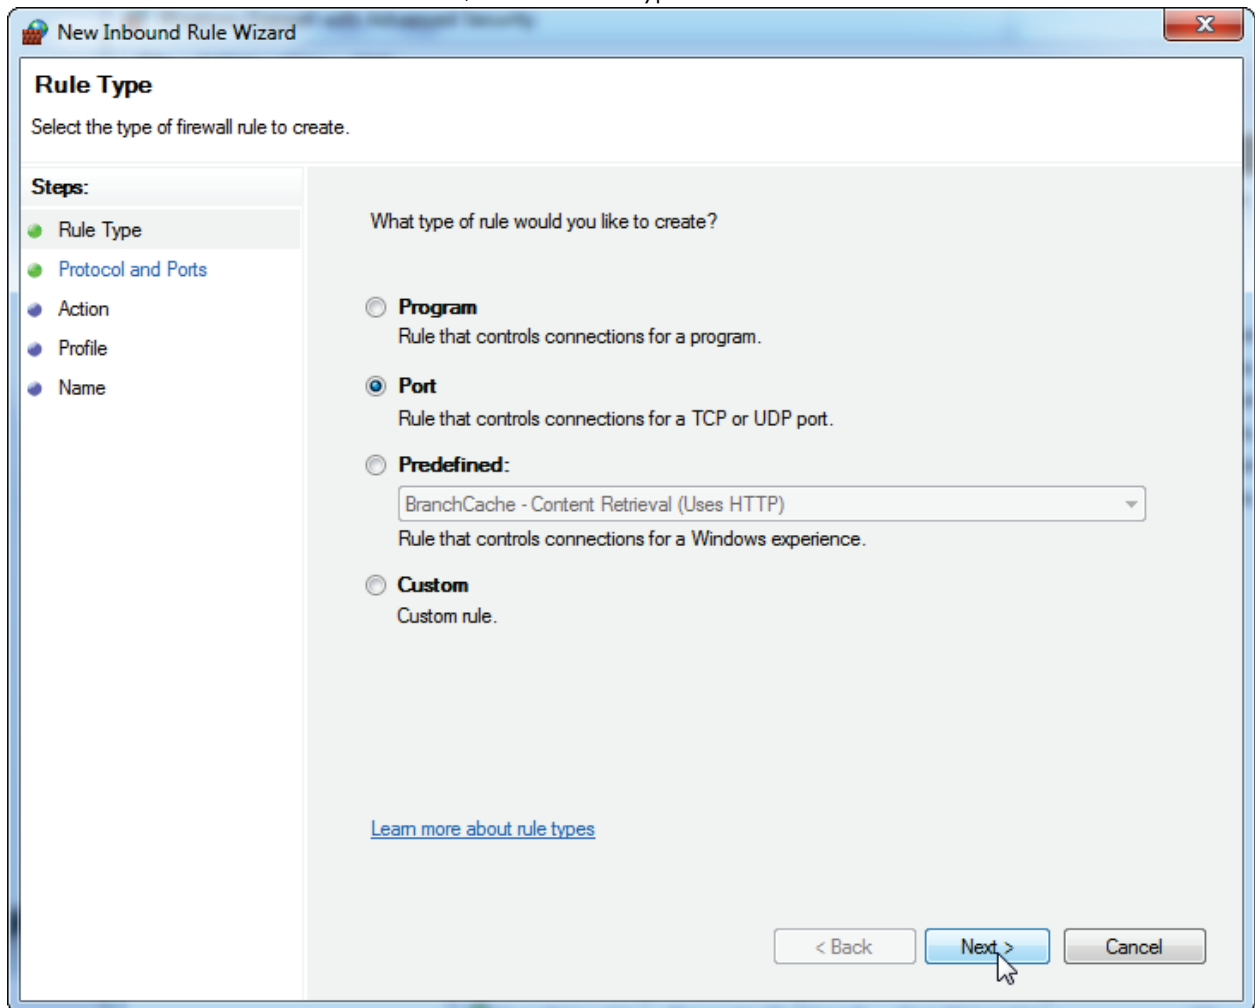 New Inbound Rule Wizard
Rule Type
Select the type of firewall rule to create.
Steps:
Rule Type
Protocol and Ports
Action
Profile
Name
What type of rule would you like to create?
Program
Rule that controls connections for a program.
Port
Rule that controls connections for a TCP or UDP port.
Predefined:
BranchCache - Content Retrieval (Uses HTTP)
Rule that controls connections for a Windows experience.
Custom
Custom rule.
Learn more about rule types
< Back
Next >
Cancel